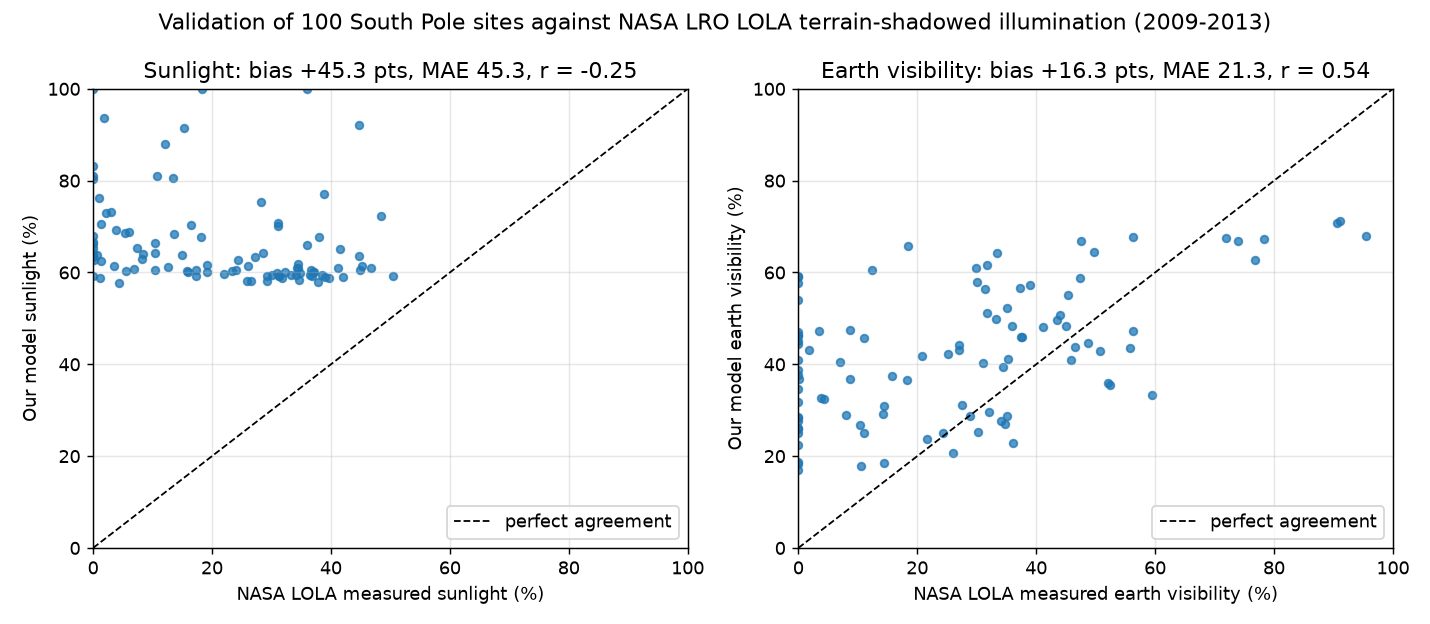 Validation of 100 South Pole sites against NASA LRO LOLA terrain-shadowed illumination (2009-2013)
Sunlight: bias +45.3 pts, MAE 45.3, r = -0.25
Our model sunlight (%)
100
80
60
40
20
0
perfect agreement
0 20 40 60 80 100
NASA LOLA measured sunlight (%)
Earth visibility: bias +16.3 pts, MAE 21.3, r = 0.54
Our model earth visibility (%)
100
80
60
40
20
0
perfect agreement
0 20 40 60 80 100
NASA LOLA measured earth visibility (%)